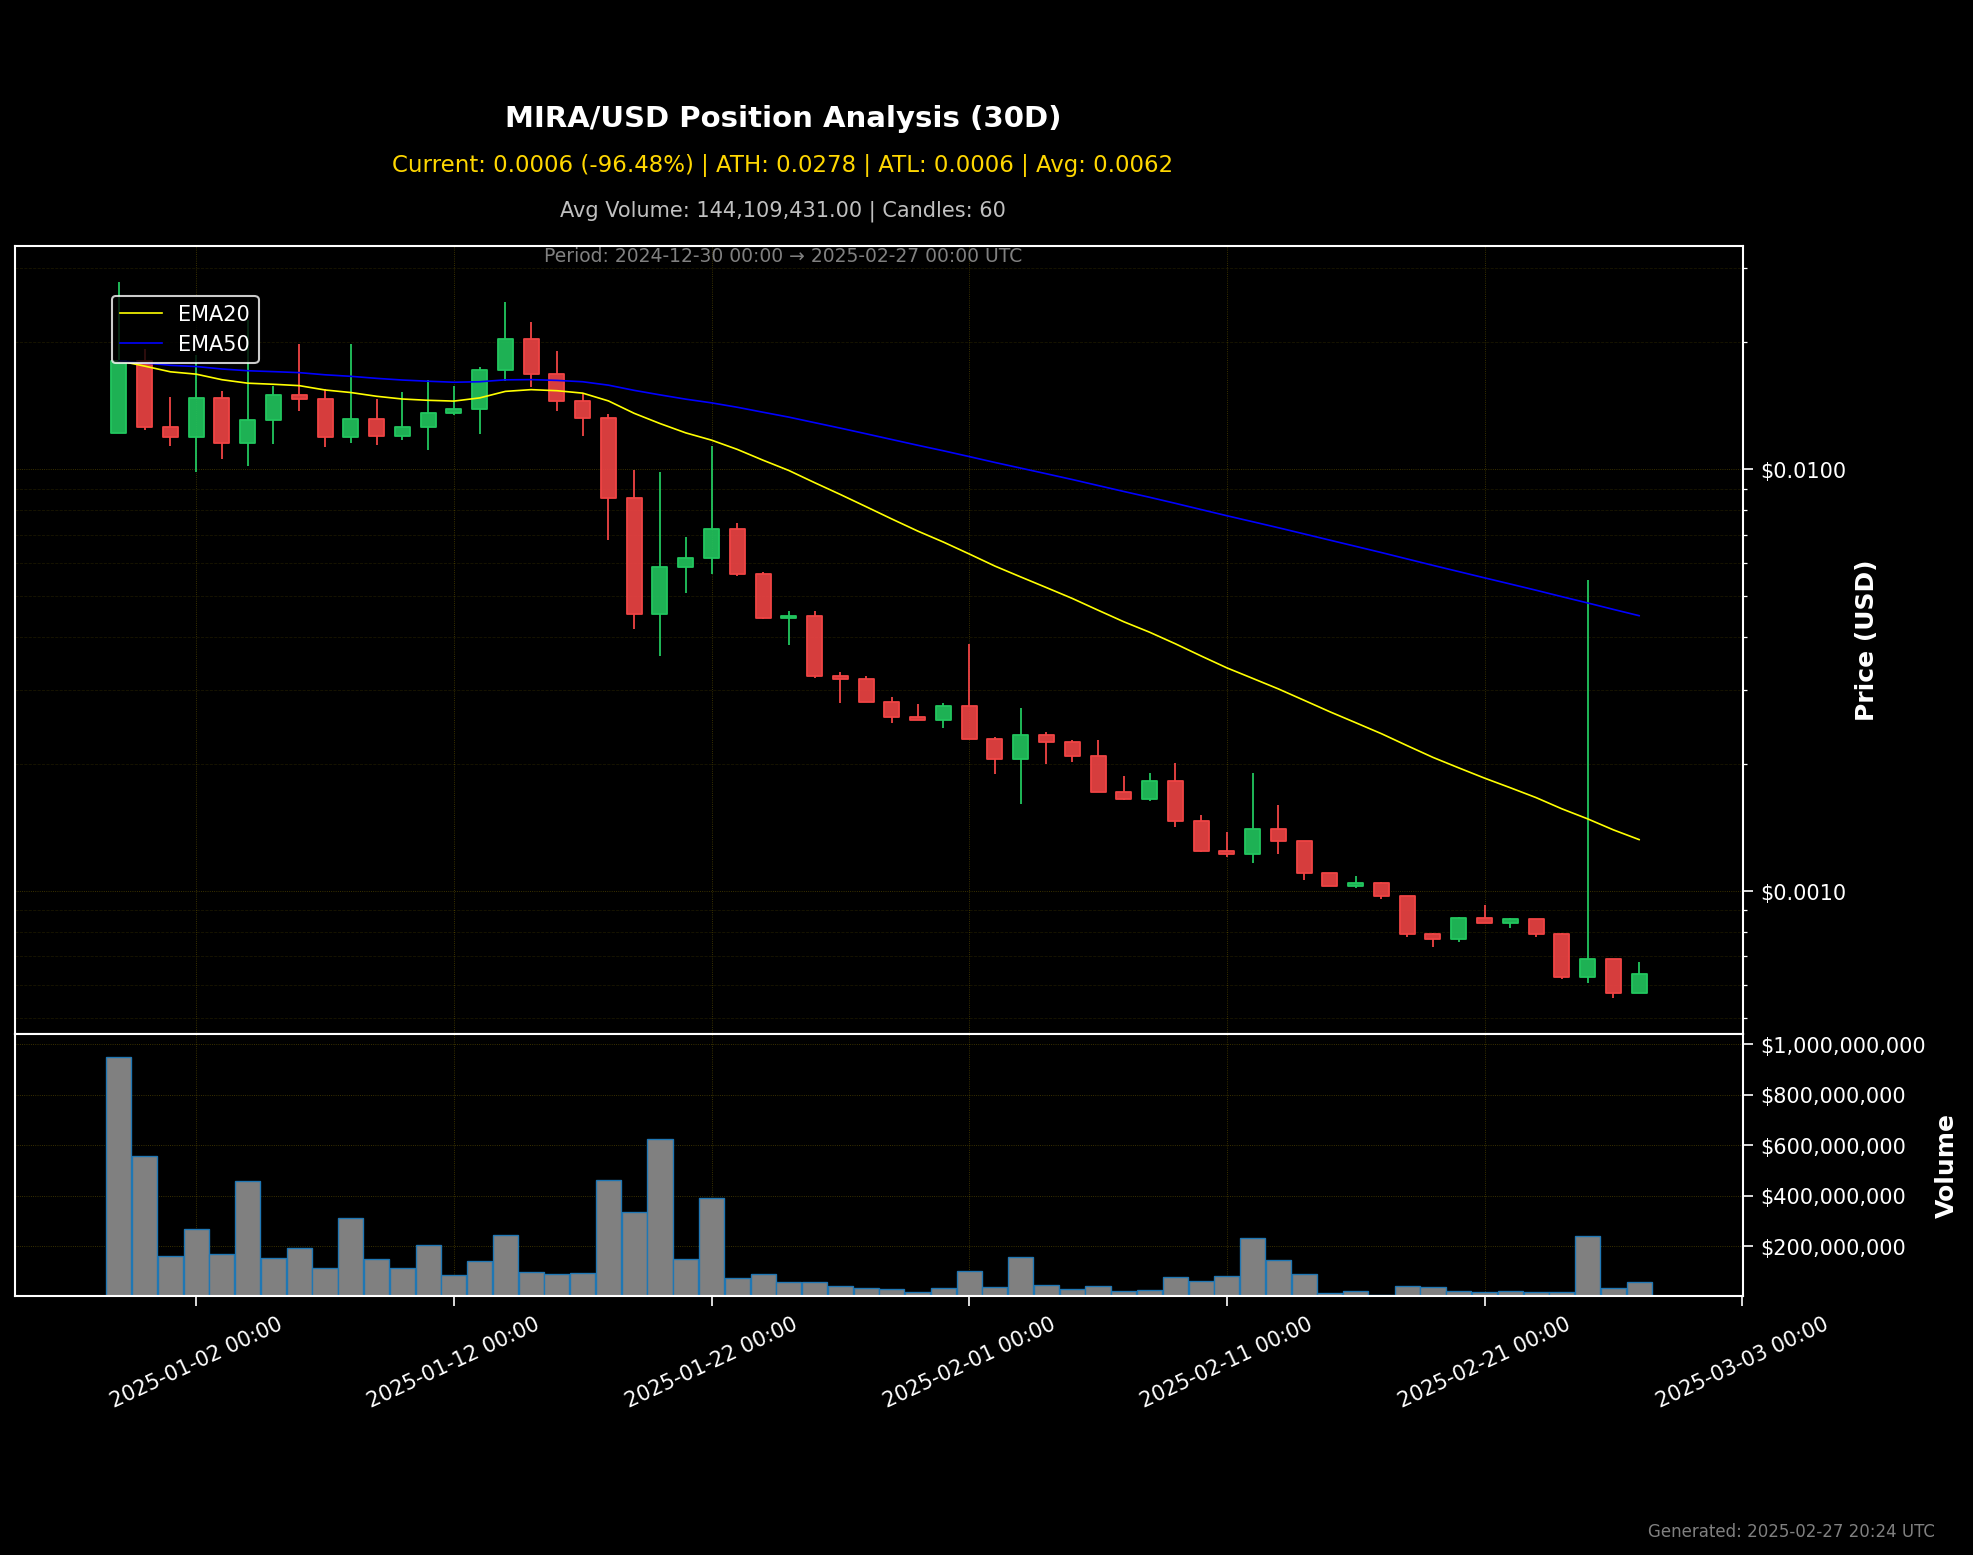 MIRA/USD Position Analysis (30D)
Current: 0.0006 (-96.48%) | ATH: 0.0278 | ATL: 0.0006 | Avg: 0.0062
Avg Volume: 144,109,431.00 | Candles: 60
Period: 2024-12-30 00:00 → 2025-02-27 00:00 UTC
EMA20
EMA50
$0.0100
$0.0010
Price (USD)
$1,000,000,000
$800,000,000
$600,000,000
$400,000,000
$200,000,000
Volume
2025-01-02 00:00
2025-01-12 00:00
2025-01-22 00:00
2025-02-01 00:00
2025-02-11 00:00
2025-02-21 00:00
2025-03-03 00:00
Generated: 2025-02-27 20:24 UTC